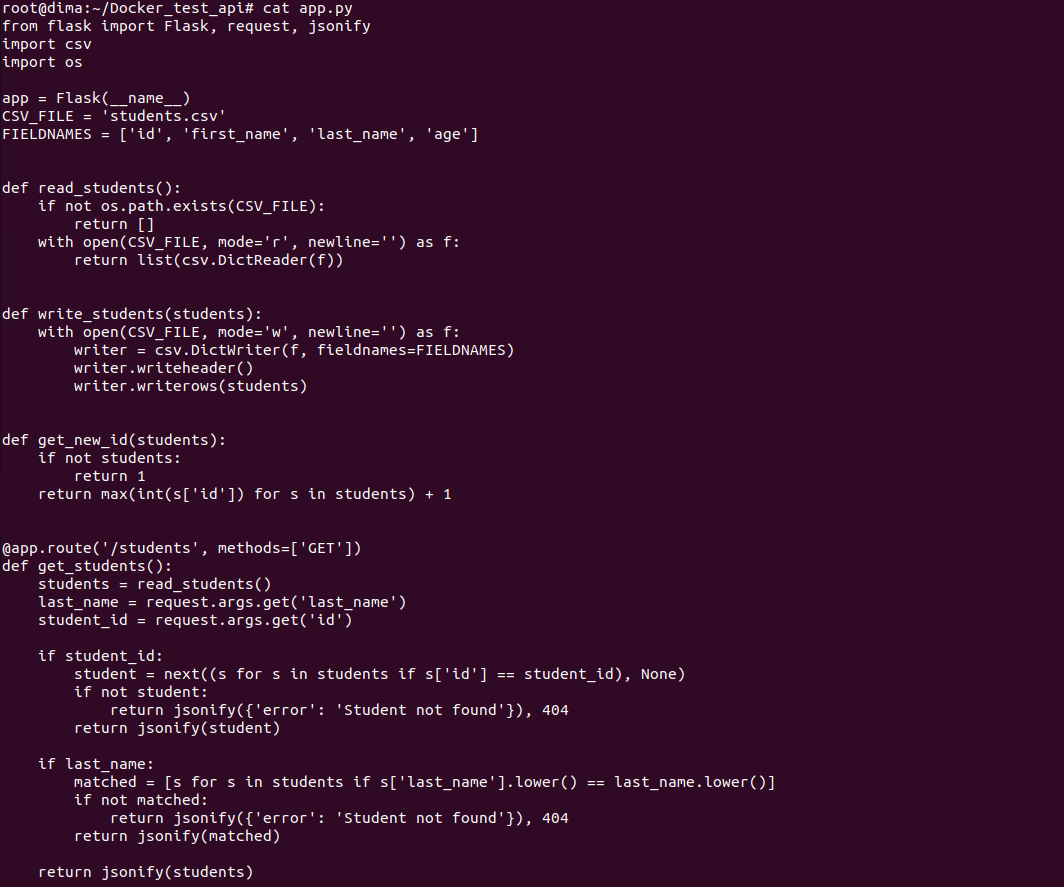 root@dima:~/Docker_test_api# cat app.py
from flask import Flask, request, jsonify
import csv
import os

app = Flask(__name__)
CSV_FILE = 'students.csv'
FIELDNAMES = ['id', 'first_name', 'last_name', 'age']


def read_students():
    if not os.path.exists(CSV_FILE):
        return []
    with open(CSV_FILE, mode='r', newline='') as f:
        return list(csv.DictReader(f))


def write_students(students):
    with open(CSV_FILE, mode='w', newline='') as f:
        writer = csv.DictWriter(f, fieldnames=FIELDNAMES)
        writer.writeheader()
        writer.writerows(students)


def get_new_id(students):
    if not students:
        return 1
    return max(int(s['id']) for s in students) + 1


@app.route('/students', methods=['GET'])
def get_students():
    students = read_students()
    last_name = request.args.get('last_name')
    student_id = request.args.get('id')

    if student_id:
        student = next((s for s in students if s['id'] == student_id), None)
        if not student:
            return jsonify({'error': 'Student not found'}), 404
        return jsonify(student)

    if last_name:
        matched = [s for s in students if s['last_name'].lower() == last_name.lower()]
        if not matched:
            return jsonify({'error': 'Student not found'}), 404
        return jsonify(matched)

    return jsonify(students)